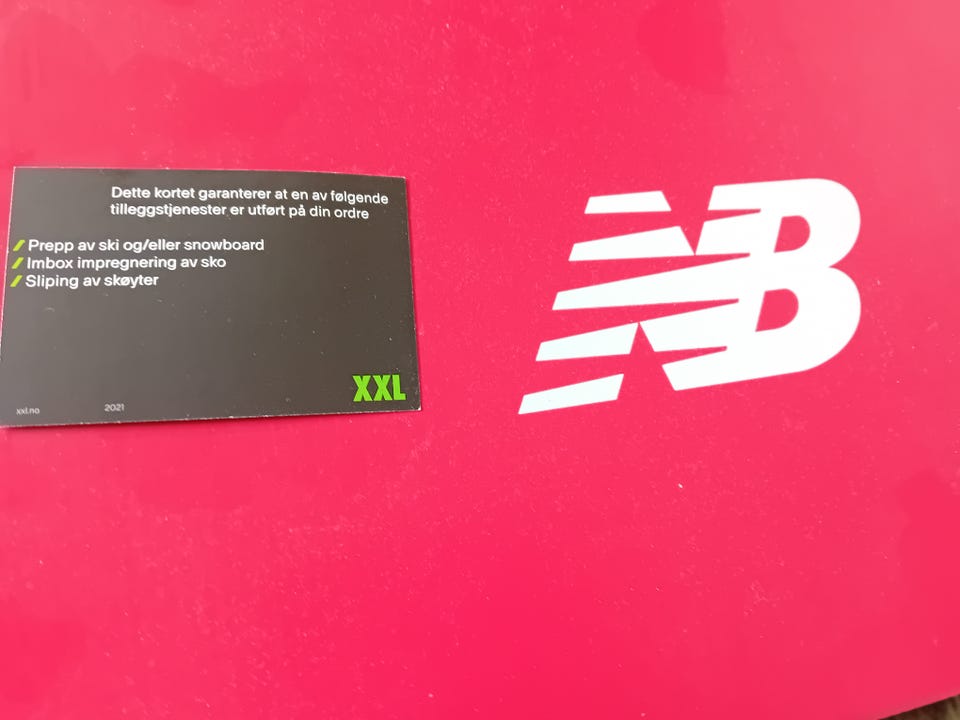 Dette kortet garanterer at en av følgende
tilleggstjenester er utført på din ordre
Prepp av ski og/eller snowboard
Imbox impregnering av sko
Sliping av skøyter
XXL
xxl.no 2021
NB